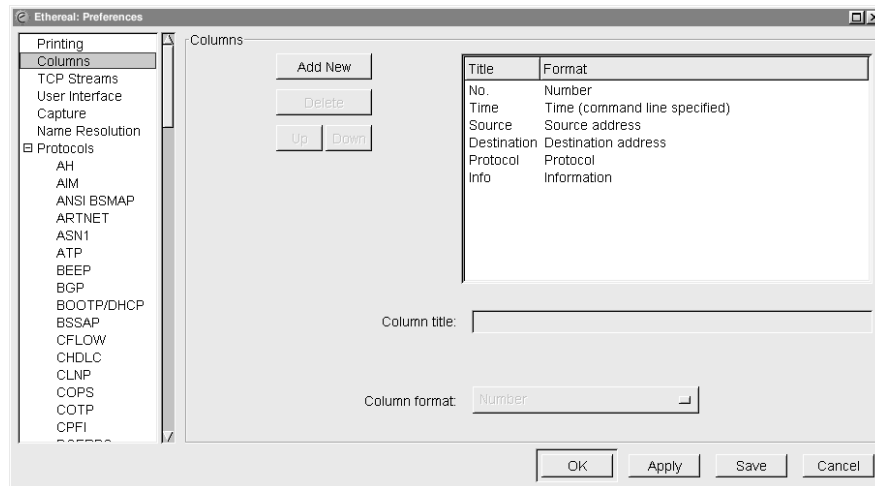 Ethereal: Preferences
Printing
Columns
TCP Streams
User Interface
Capture
Name Resolution
Protocols
AH
AIM
ANSI BSMAP
ARTNET
ASN1
ATP
BEEP
BGP
BOOTP/DHCP
BSSAP
CFLOW
CHDLC
CLNP
COPS
COTP
CPFI
Columns
Add New
Delete
Up Down
Title Format
No. Number
Time Time (command line specified)
Source Source address
Destination Destination address
Protocol Protocol
Info Information
Column title:
Column format: Number
OK Apply Save Cancel